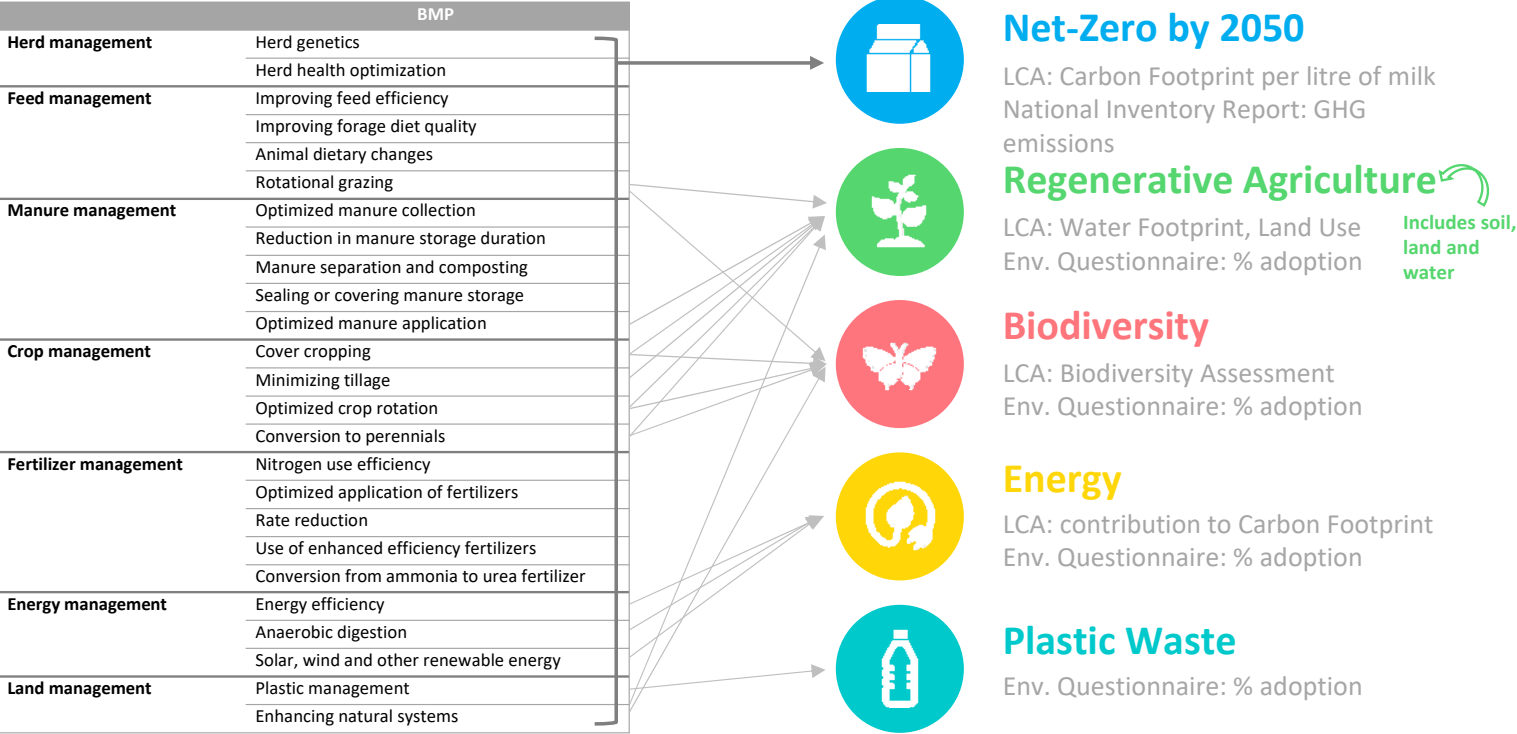 BMP
Herd management Herd genetics
Herd health optimization
Feed management Improving feed efficiency
Improving forage diet quality
Animal dietary changes
Rotational grazing
Manure management Optimized manure collection
Reduction in manure storage duration
Manure separation and composting
Sealing or covering manure storage
Optimized manure application
Crop management Cover cropping
Minimizing tillage
Optimized crop rotation
Conversion to perennials
Fertilizer management Nitrogen use efficiency
Optimized application of fertilizers
Rate reduction
Use of enhanced efficiency fertilizers
Conversion from ammonia to urea fertilizer
Energy management Energy efficiency
Anaerobic digestion
Solar, wind and other renewable energy
Land management Plastic management
Enhancing natural systems
Net-Zero by 2050
LCA: Carbon Footprint per litre of milk
National Inventory Report: GHG
emissions
Regenerative Agriculture
LCA: Water Footprint, Land Use
Env. Questionnaire: % adoption
Includes soil,
land and
water
Biodiversity
LCA: Biodiversity Assessment
Env. Questionnaire: % adoption
Energy
LCA: contribution to Carbon Footprint
Env. Questionnaire: % adoption
Plastic Waste
Env. Questionnaire: % adoption